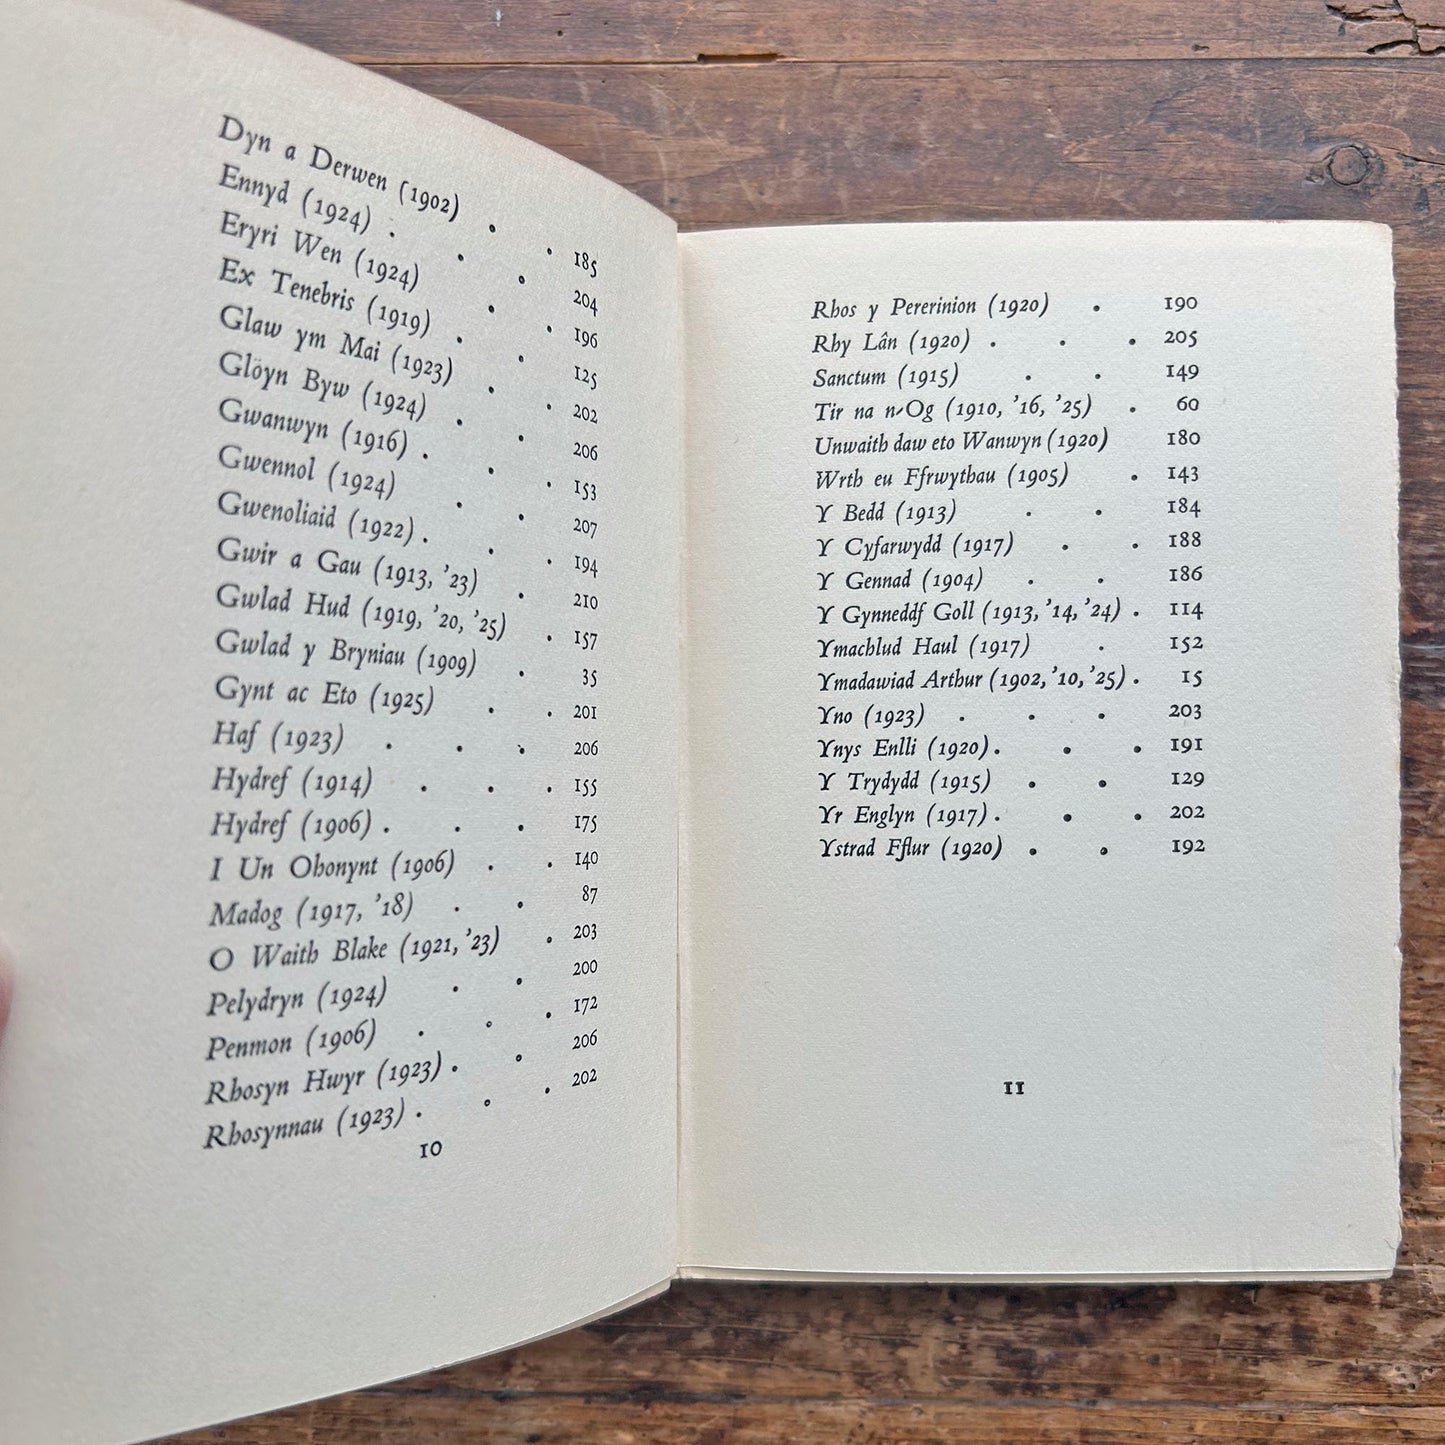 Dyn a Derwen (1902) . . 185
Ennyd (1924) . . . 204
Eryri Wen (1924) . . 196
Ex Tenebris (1919) . . 125
Glaw ym Mai (1923) . . 202
Glöyn Byw (1924) . . 206
Gwanwyn (1916) . . . 153
Gwennol (1924) . . 207
Gwenoliaid (1922) . . . 194
Gwir a Gau (1913, ’23) . 210
Gwlad Hud (1919, ’20, ’25) . 157
Gwlad y Bryniau (1909) . 35
Gynt ac Eto (1925) . . 201
Haf (1923) . . . 206
Hydref (1914) . . . 155
Hydref (1906) . . . 175
I Un Ohonynt (1906) . . 140
Madog (1917, ’18) . . 87
O Waith Blake (1921, ’23) . 203
Pelydryn (1924) . . 200
Penmon (1906) . . . 172
Rhosyn Hwyr (1923) . . 206
Rhosynnau (1923) . . . 202
10
Rhos y Pererinion (1920) . 190
Rhy Lân (1920) . . . 205
Sanctum (1915) . . 149
Tir na n-Og (1910, ’16, ’25) . 60
Unwaith daw eto Wanwyn (1920) 180
Wrth eu Ffrwythau (1905) . 143
Y Bedd (1913) . . 184
Y Cyfarwydd (1917) . . 188
Y Gennad (1904) . . 186
Y Gynneddf Goll (1913, ’14, ’24) . 114
Ymachlud Haul (1917) . 152
Ymadawiad Arthur (1902, ’10, ’25) . 15
Yno (1923) . . . 203
Ynys Enlli (1920) . . . 191
Y Trydydd (1915) . . 129
Yr Englyn (1917) . . . 202
Ystrad Fflur (1920) . . 192
11